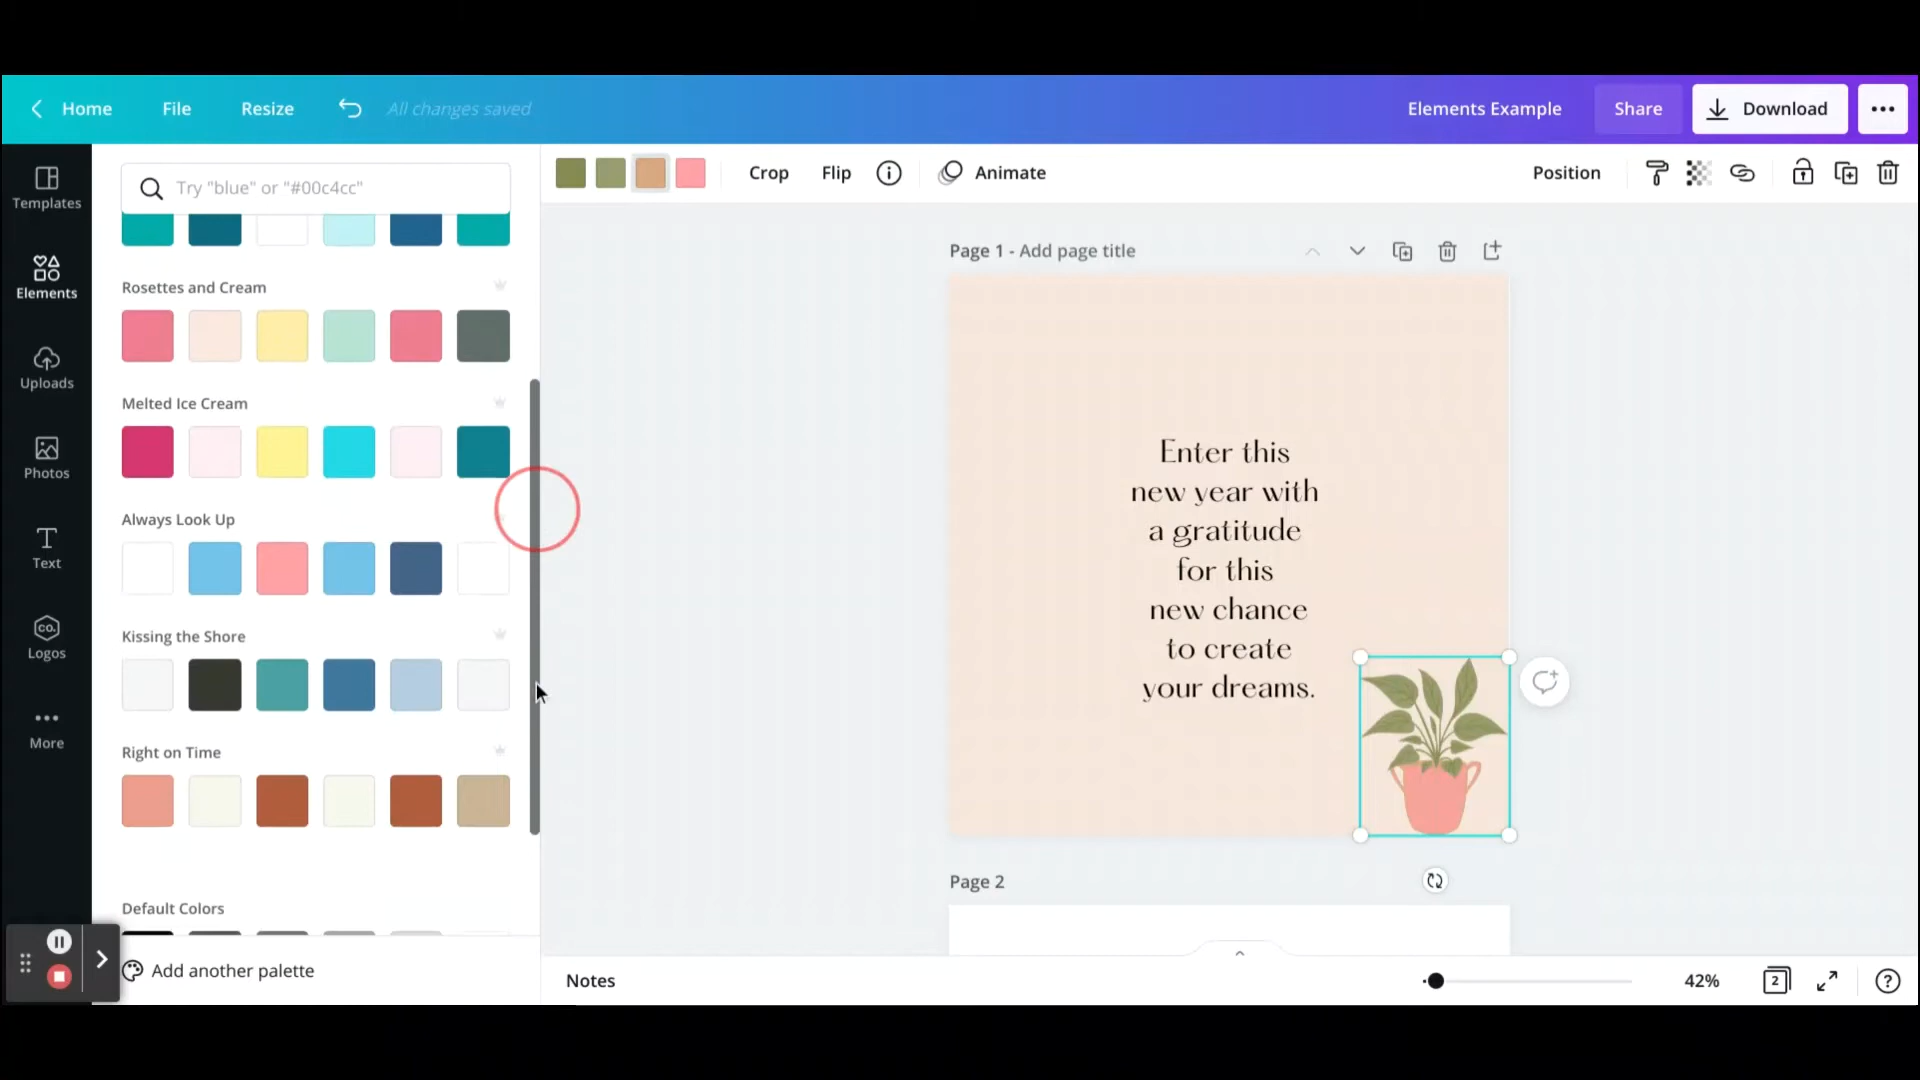 Home
File
Resize
All changes saved
Elements Example
Share
Download
Templates
Elements
Uploads
Photos
Text
CO.
Logos
More
Try "blue" or "#00c4cc"
Rosettes and Cream
Melted Ice Cream
Always Look Up
Kissing the Shore
Right on Time
Default Colors
Add another palette
Crop
Flip
Animate
Position
Page 1 - Add page title
Enter this
new year with
a gratitude
for this
new chance
to create
your dreams.
Page 2
Notes
42%
2